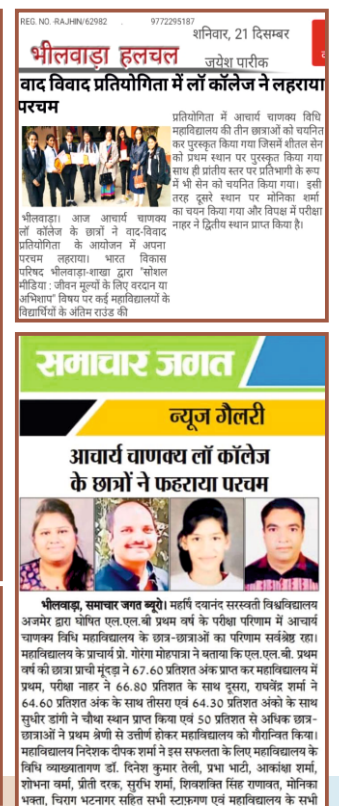 REG. NO. -RAJHIN/62982 . 9772295187
शनिवार, 21 दिसम्बर
भीलवाड़ा हलचल
जयेश पारीक
वाद विवाद प्रतियोगिता में लॉ कॉलेज ने लहराया
परचम
भीलवाड़ा। आज आचार्य चाणक्य
लॉ कॉलेज के छात्रों ने वाद-विवाद
प्रतियोगिता के आयोजन में अपना
परचम लहराया। भारत विकास
परिषद भीलवाड़ा-शाखा द्वारा "सोशल
मीडिया : जीवन मूल्यों के लिए वरदान या
अभिशाप" विषय पर कई महाविद्यालयों के
विद्यार्थियों के अंतिम राउंड की
प्रतियोगिता में आचार्य चाणक्य विधि
महाविद्यालय की तीन छात्राओं को चयनित
कर पुरस्कृत किया गया जिसमें शीतल सेन
को प्रथम स्थान पर पुरस्कृत किया गया
साथ ही प्रांतीय स्तर पर प्रतिभागी के रूप
में भी सेन को चयनित किया गया। इसी
तरह दूसरे स्थान पर मोनिका शर्मा
का चयन किया गया और विपक्ष में परीक्षा
नाहर ने द्वितीय स्थान प्राप्त किया है।
समाचार जगत
न्यूज गैलरी
आचार्य चाणक्य लॉ कॉलेज
के छात्रों ने फहराया परचम
भीलवाड़ा, समाचार जगत ब्यूरो। महर्षि दयानंद सरस्वती विश्वविद्यालय
अजमेर द्वारा घोषित एल.एल.बी प्रथम वर्ष के परीक्षा परिणाम में आचार्य
चाणक्य विधि महाविद्यालय के छात्र-छात्राओं का परिणाम सर्वश्रेष्ठ रहा।
महाविद्यालय के प्राचार्य प्रो. गोरंगा मोहपात्रा ने बताया कि एल.एल.बी. प्रथम
वर्ष की छात्रा प्राची मूंदड़ा ने 67.60 प्रतिशत अंक प्राप्त कर महाविद्यालय में
प्रथम, परीक्षा नाहर ने 66.80 प्रतिशत के साथ दूसरा, राघवेंद्र शर्मा ने
64.60 प्रतिशत अंक के साथ तीसरा एवं 64.30 प्रतिशत अंको के साथ
सुधीर डांगी ने चौथा स्थान प्राप्त किया एवं 50 प्रतिशत से अधिक छात्र-
छात्राओं ने प्रथम श्रेणी से उत्तीर्ण होकर महाविद्यालय को गौरान्वित किया।
महाविद्यालय निदेशक दीपक शर्मा ने इस सफलता के लिए महाविद्यालय के
विधि व्याख्यातागण डॉ. दिनेश कुमार तेली, प्रभा भाटी, आकांक्षा शर्मा,
शोभना वर्मा, प्रीती दरक, सुरभि शर्मा, शिवशक्ति सिंह राणावत, मोनिका
भक्ता, चिराग भटनागर सहित सभी स्टाफगण एवं महाविद्यालय के सभी